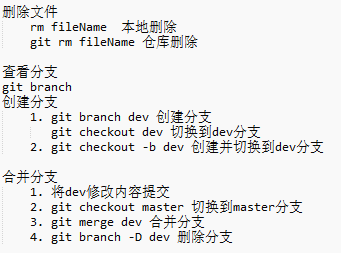 删除文件
rm fileName 本地删除
git rm fileName 仓库删除
查看分支
git branch
创建分支
1. git branch dev 创建分支
git checkout dev 切换到dev分支
2. git checkout -b dev 创建并切换到dev分支
合并分支
1. 将dev修改内容提交
2. git checkout master 切换到master分支
3. git merge dev 合并分支
4. git branch -D dev 删除分支